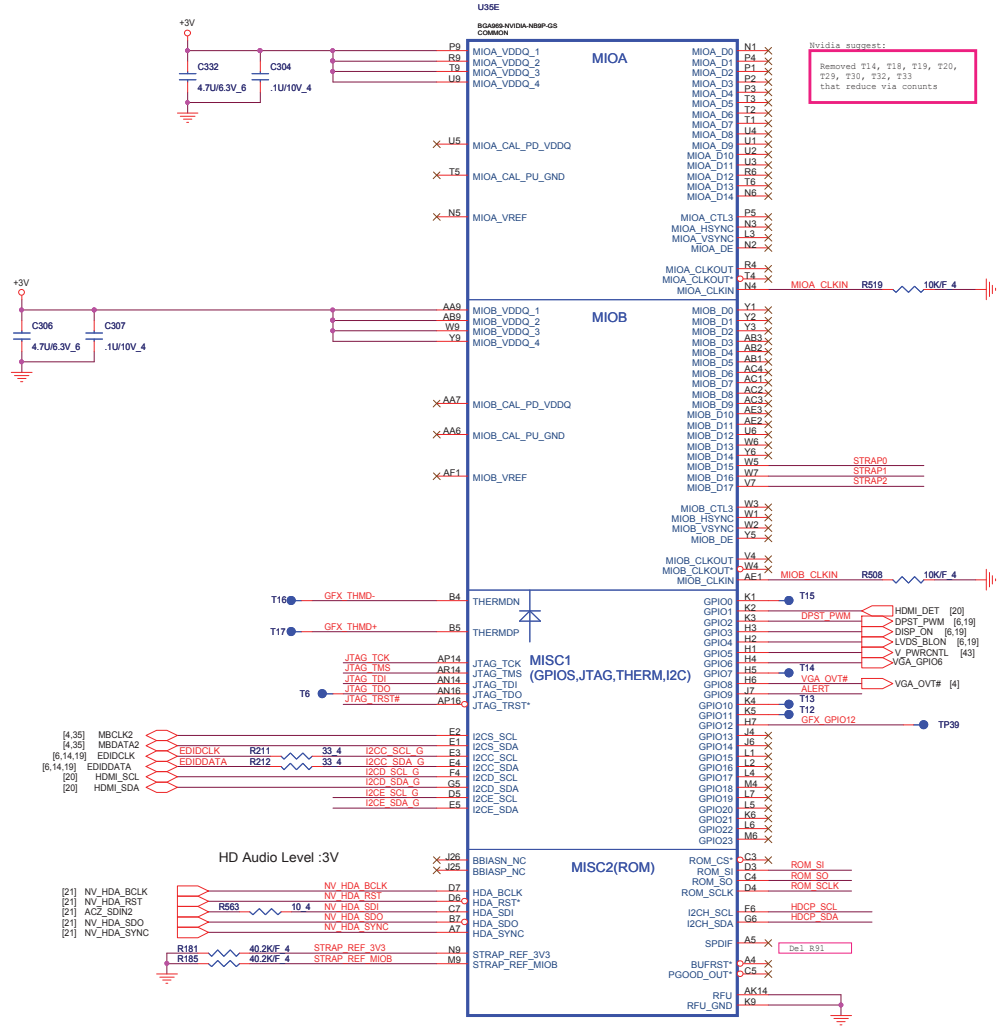 U35E
BGA969-NVIDIA-NB9P-GS
COMMON
MIOA
+3V
C332
4.7U/6.3V_6
C304
.1U/10V_4
P9 MIOA_VDDQ_1
R9 MIOA_VDDQ_2
T9 MIOA_VDDQ_3
U9 MIOA_VDDQ_4
U5 MIOA_CAL_PD_VDDQ
T5 MIOA_CAL_PU_GND
N5 MIOA_VREF
MIOA_D0 N1
MIOA_D1 P4
MIOA_D2 P1
MIOA_D3 P2
MIOA_D4 P3
MIOA_D5 T3
MIOA_D6 T2
MIOA_D7 T1
MIOA_D8 U4
MIOA_D9 U1
MIOA_D10 U2
MIOA_D11 U3
MIOA_D12 R6
MIOA_D13 T6
MIOA_D14 N6
MIOA_CTL3 P5
MIOA_HSYNC N3
MIOA_VSYNC L3
MIOA_DE N2
MIOA_CLKOUT R4
MIOA_CLKOUT* T4
MIOA_CLKIN N4 MIOA_CLKIN R519 10K/F_4
Nvidia suggest:
Removed T14, T18, T19, T20,
T29, T30, T32, T33
that reduce via conunts
MIOB
+3V
C306
4.7U/6.3V_6
C307
.1U/10V_4
AA9 MIOB_VDDQ_1
AB9 MIOB_VDDQ_2
W9 MIOB_VDDQ_3
Y9 MIOB_VDDQ_4
AA7 MIOB_CAL_PD_VDDQ
AA6 MIOB_CAL_PU_GND
AF1 MIOB_VREF
MIOB_D0 Y1
MIOB_D1 Y2
MIOB_D2 Y3
MIOB_D3 AB3
MIOB_D4 AB2
MIOB_D5 AB1
MIOB_D6 AC4
MIOB_D7 AC1
MIOB_D8 AC2
MIOB_D9 AC3
MIOB_D10 AE3
MIOB_D11 AE2
MIOB_D12 U6
MIOB_D13 W6
MIOB_D14 Y6
MIOB_D15 W5 STRAP0
MIOB_D16 W7 STRAP1
MIOB_D17 V7 STRAP2
MIOB_CTL3 W3
MIOB_HSYNC W1
MIOB_VSYNC W2
MIOB_DE Y5
MIOB_CLKOUT V4
MIOB_CLKOUT* W4
MIOB_CLKIN AE1 MIOB_CLKIN R508 10K/F_4
MISC1
(GPIOS,JTAG,THERM,I2C)
T16 GFX_THMD- B4 THERMDN
T17 GFX_THMD+ B5 THERMDP
JTAG_TCK AP14 JTAG_TCK
JTAG_TMS AR14 JTAG_TMS
JTAG_TDI AN14 JTAG_TDI
T6 JTAG_TDO AN16 JTAG_TDO
JTAG_TRST# AP16 JTAG_TRST*
[4,35] MBCLK2 E2 I2CS_SCL
[4,35] MBDATA2 E1 I2CS_SDA
[6,14,19] EDIDCLK EDIDCLK R211 33_4 I2CC_SCL_G E3 I2CC_SCL
[6,14,19] EDIDDATA EDIDDATA R212 33_4 I2CC_SDA_G E4 I2CC_SDA
[20] HDMI_SCL I2CD_SCL_G F4 I2CD_SCL
[20] HDMI_SDA I2CD_SDA_G G5 I2CD_SDA
I2CE_SCL_G D5 I2CE_SCL
I2CE_SDA_G E5 I2CE_SDA
GPIO0 K1 T15
GPIO1 K2 HDMI_DET [20]
GPIO2 K3 DPST_PWM DPST_PWM [6,19]
GPIO3 H3 DISP_ON [6,19]
GPIO4 H2 LVDS_BLON [6,19]
GPIO5 H1 V_PWRCNTL [43]
GPIO6 H4 VGA_GPIO6
GPIO7 H5 T14
GPIO8 H6 VGA_OVT# VGA_OVT# [4]
GPIO9 J7 ALERT
GPIO10 K4 T13
GPIO11 K5 T12
GPIO12 H7 GFX_GPIO12 TP39
GPIO13 J4
GPIO14 J6
GPIO15 L1
GPIO16 L2
GPIO17 L4
GPIO18 M4
GPIO19 L7
GPIO20 L5
GPIO21 K6
GPIO22 L6
GPIO23 M6
MISC2(ROM)
HD Audio Level :3V
J26 BBIASN_NC
J25 BBIASP_NC
[21] NV_HDA_BCLK NV_HDA_BCLK D7 HDA_BCLK
[21] NV_HDA_RST NV_HDA_RST D6 HDA_RST*
[21] ACZ_SDIN2 R563 10_4 NV_HDA_SDI C7 HDA_SDI
[21] NV_HDA_SDO NV_HDA_SDO B7 HDA_SDO
[21] NV_HDA_SYNC NV_HDA_SYNC A7 HDA_SYNC
R181 40.2K/F_4 STRAP_REF_3V3 N9 STRAP_REF_3V3
R185 40.2K/F_4 STRAP_REF_MIOB M9 STRAP_REF_MIOB
ROM_CS* C3
ROM_SI D3 ROM_SI
ROM_SO C4 ROM_SO
ROM_SCLK D4 ROM_SCLK
I2CH_SCL F6 HDCP_SCL
I2CH_SDA G6 HDCP_SDA
SPDIF A5 Del R91
BUFRST* A4
PGOOD_OUT* C5
RFU AK14
RFU_GND K9